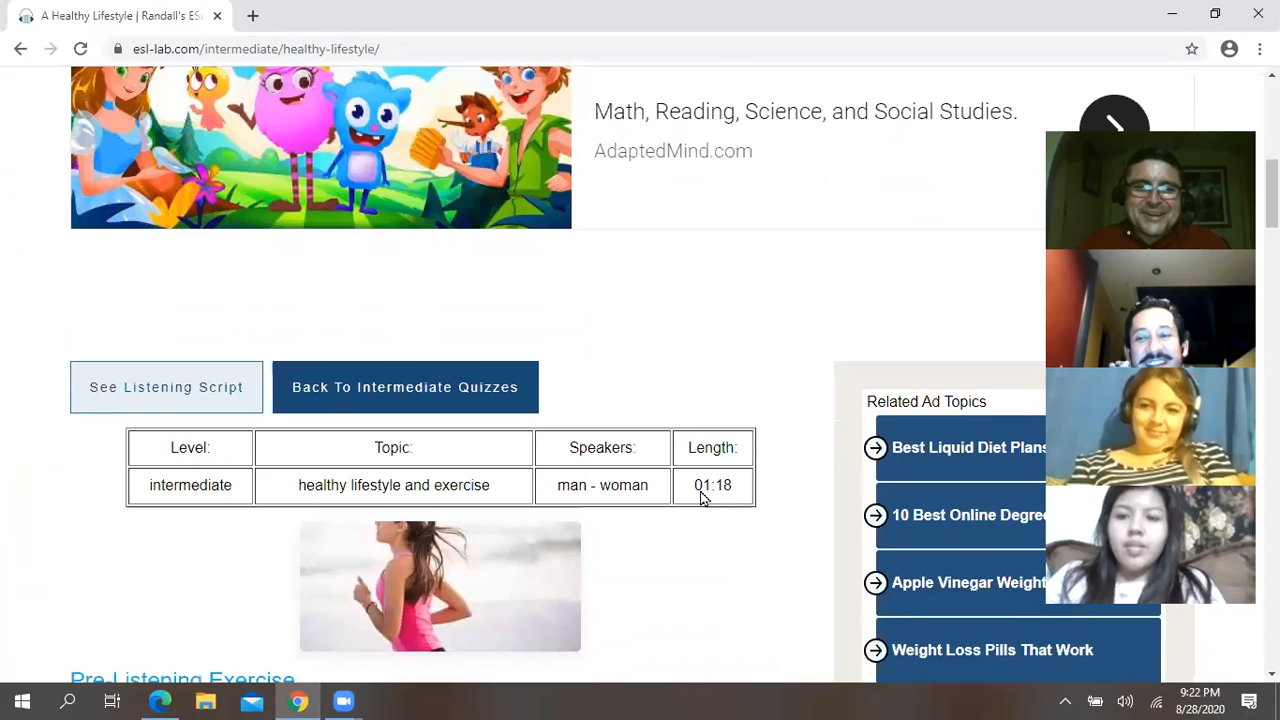 A Healthy Lifestyle | Randall's ES
esl-lab.com/intermediate/healthy-lifestyle/
Math, Reading, Science, and Social Studies.
AdaptedMind.com
See Listening Script
Back To Intermediate Quizzes
Level: Topic: Speakers: Length:
intermediate healthy lifestyle and exercise man - woman 01:18
Related Ad Topics
Best Liquid Diet Plans
10 Best Online Degre
Apple Vinegar Weight
Weight Loss Pills That Work
Pre-Listening Exercise
9:22 PM
8/28/2020